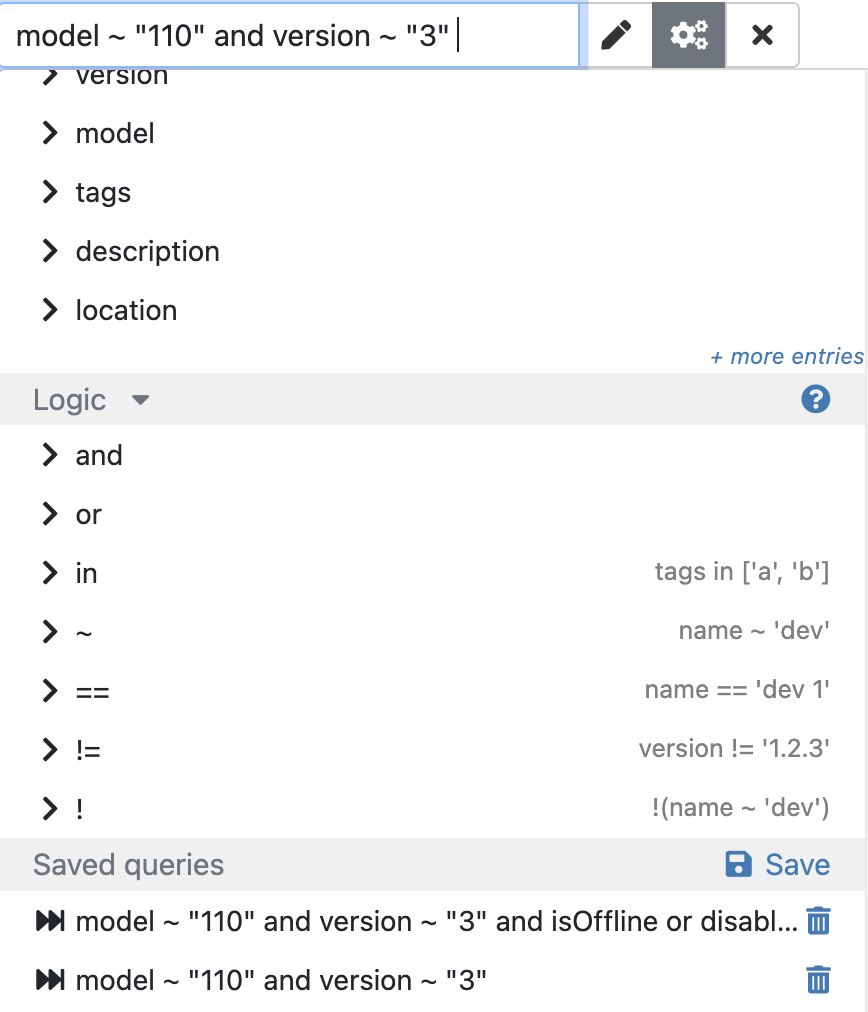 model ~ "110" and version ~ "3"
version
model
tags
description
location
+ more entries
Logic
?
and
or
in tags in ['a', 'b']
~ name ~ 'dev'
== name == 'dev 1'
!= version != '1.2.3'
! !(name ~ 'dev')
Saved queries Save
model ~ "110" and version ~ "3" and isOffline or disabl...
model ~ "110" and version ~ "3"